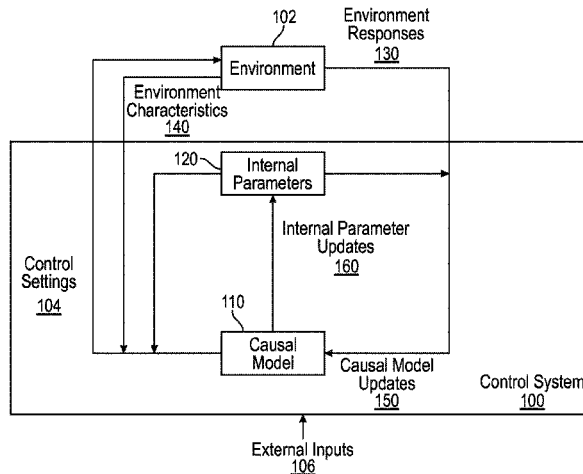 102
Environment
Responses
130
Environment
Environment
Characteristics
140
120
Internal
Parameters
Internal Parameter
Updates
160
Control
Settings
104
110
Causal
Model
Causal Model
Updates
150
Control System
100
External Inputs
106